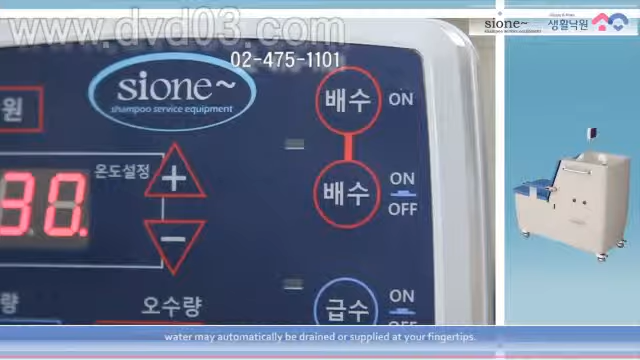 www.dvd03.com
02-475-1101
sione~
생활낙원
sione~
shampoo service equipment
원
배수 ON
온도설정
+
배수 ON
OFF
30.
−
량
오수량
급수 ON
OFF
water may automatically be drained or supplied at your fingertips.